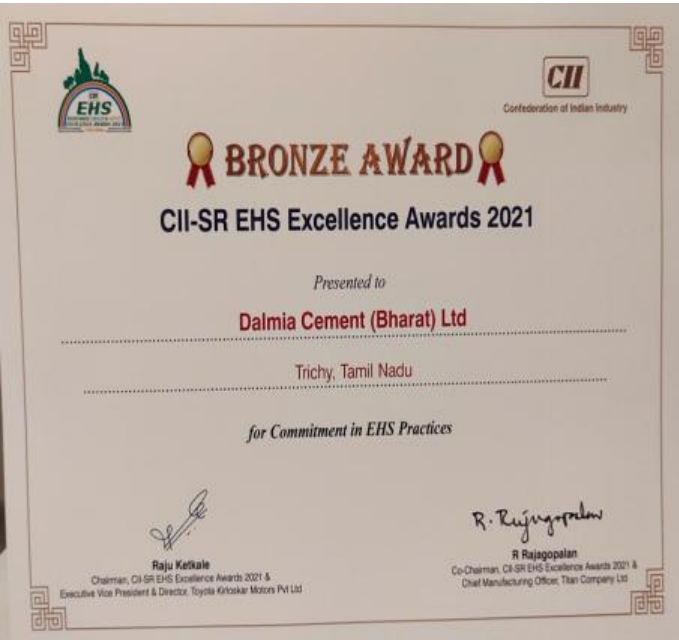 CII
EHS
CII
Confederation of Indian Industry
BRONZE AWARD
CII-SR EHS Excellence Awards 2021
Presented to
Dalmia Cement (Bharat) Ltd
Trichy, Tamil Nadu
for Commitment in EHS Practices
R. Rajagopalan
Raju Ketkale
Chairman, CII-SR EHS Excellence Awards 2021 &
Executive Vice President & Director, Toyota Kirloskar Motors Pvt Ltd
R Rajagopalan
Co-Chairman, CII-SR EHS Excellence Awards 2021 &
Chief Manufacturing Officer, Titan Company Ltd